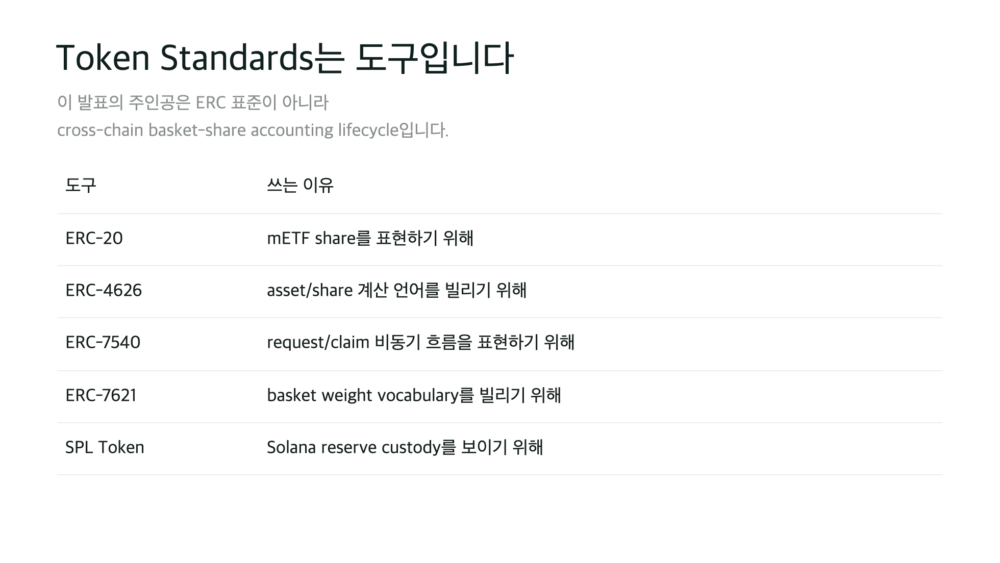 Token Standards는 도구입니다
이 발표의 주인공은 ERC 표준이 아니라
cross-chain basket-share accounting lifecycle입니다.
도구 쓰는 이유
ERC-20 mETF share를 표현하기 위해
ERC-4626 asset/share 계산 언어를 빌리기 위해
ERC-7540 request/claim 비동기 흐름을 표현하기 위해
ERC-7621 basket weight vocabulary를 빌리기 위해
SPL Token Solana reserve custody를 보이기 위해